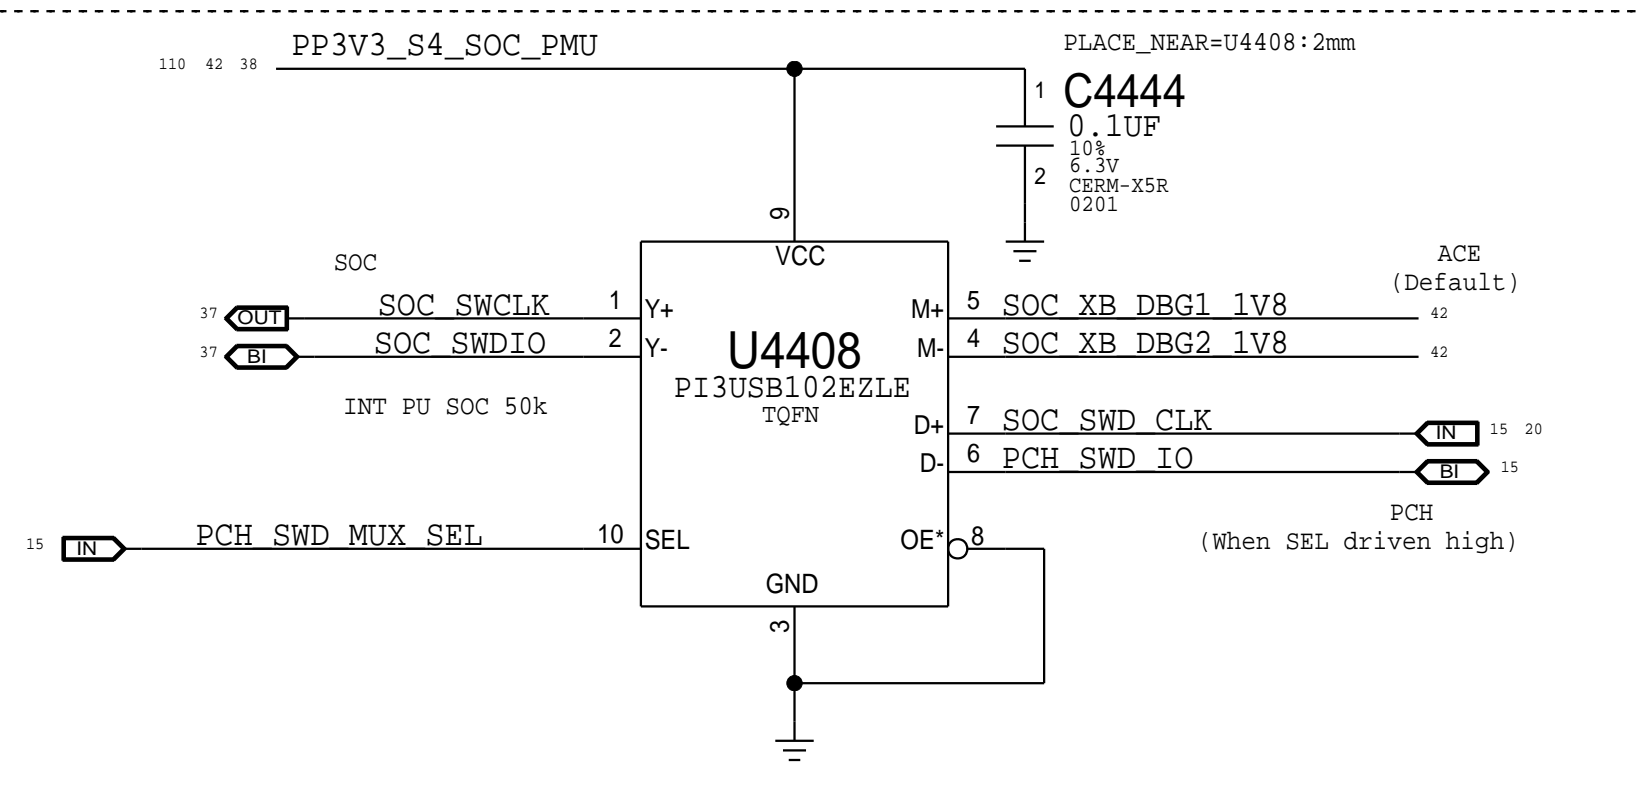 PP3V3_S4_SOC_PMU
110 42 38
PLACE_NEAR=U4408:2mm
1
C4444
0.1UF
10%
6.3V
2
CERM-X5R
0201
9
VCC
SOC
ACE
(Default)
37 OUT SOC_SWCLK 1 Y+
M+ 5 SOC_XB_DBG1_1V8 42
37 BI SOC_SWDIO 2 Y-
M- 4 SOC_XB_DBG2_1V8 42
U4408
PI3USB102EZLE
TQFN
INT PU SOC 50k
D+ 7 SOC_SWD_CLK IN 15 20
D- 6 PCH_SWD_IO BI 15
PCH
(When SEL driven high)
15 IN PCH_SWD_MUX_SEL 10 SEL
OE* 8
GND
3